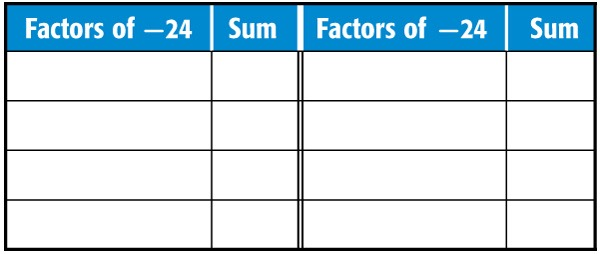 Factors of –24 Sum Factors of –24 Sum